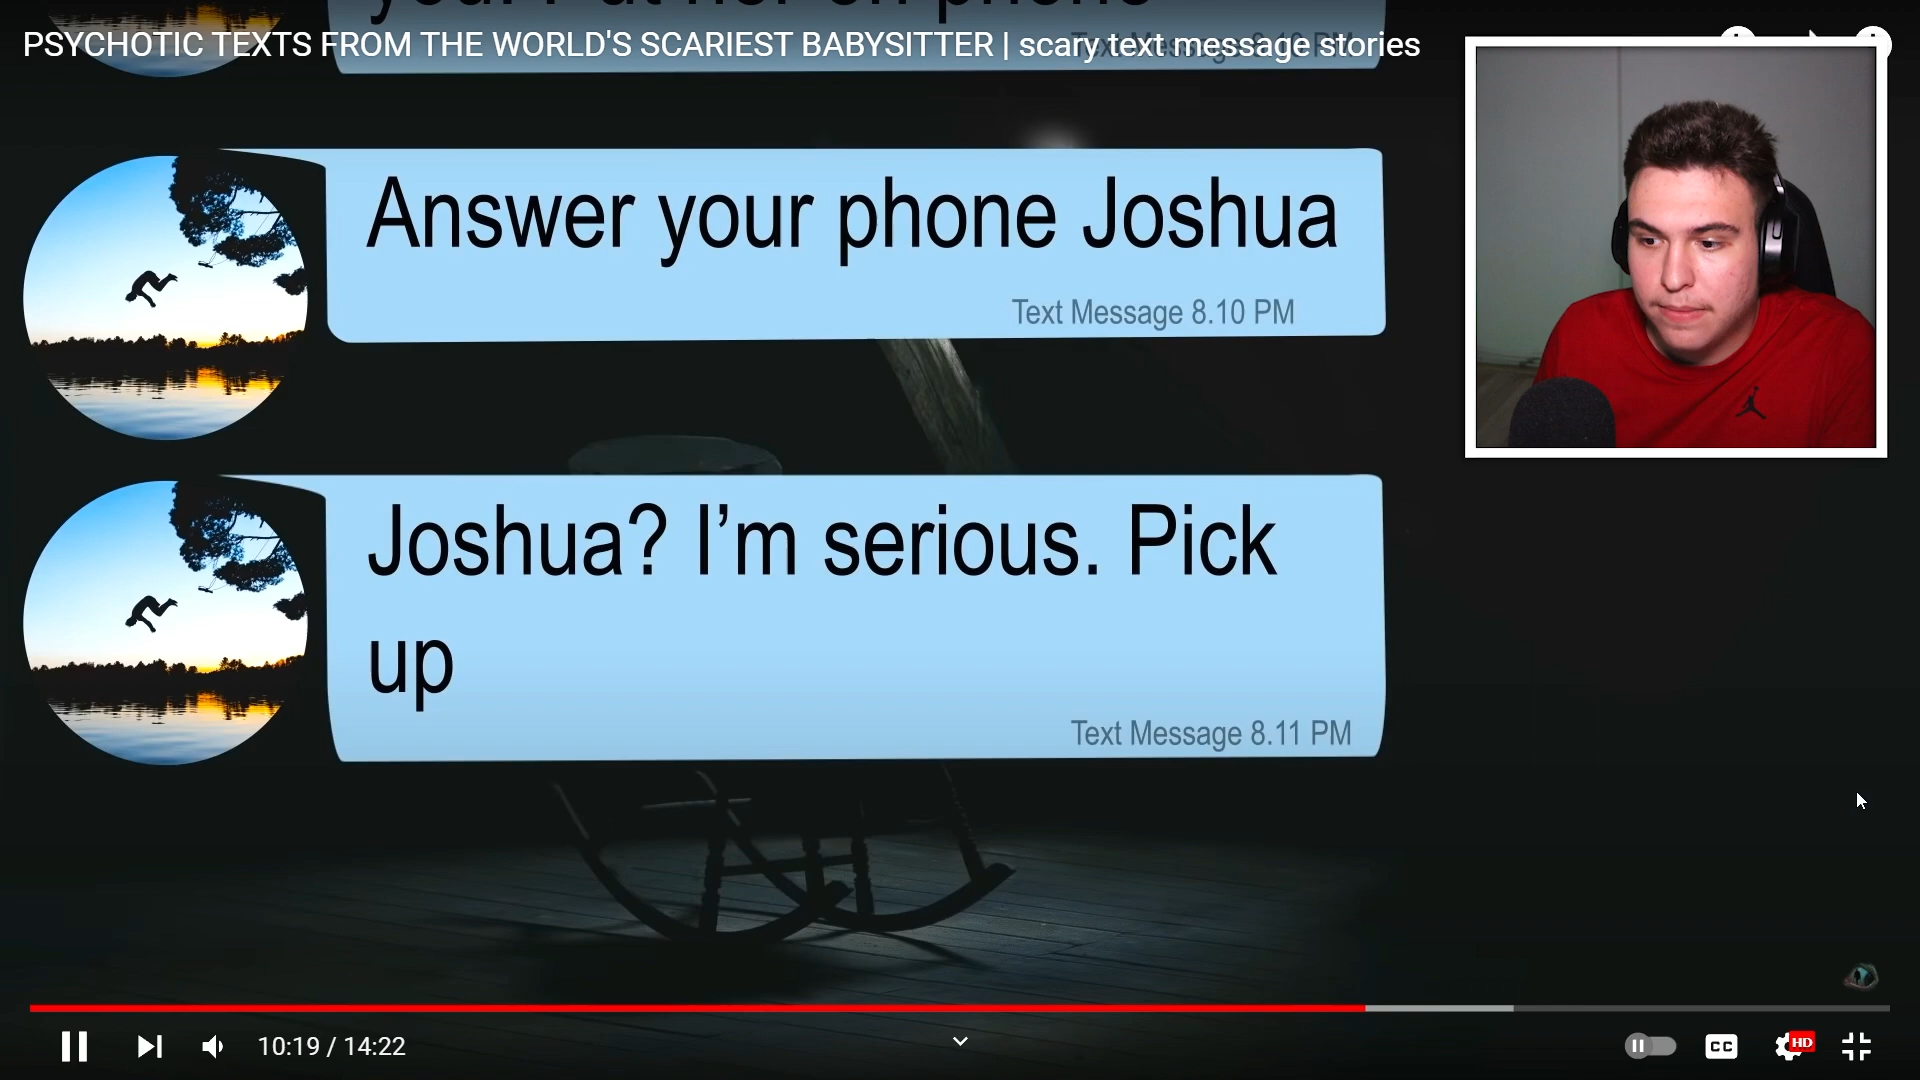 PSYCHOTIC TEXTS FROM THE WORLD'S SCARIEST BABYSITTER | scary text message stories
Answer your phone Joshua
Text Message 8.10 PM
Joshua? I’m serious. Pick
up
Text Message 8.11 PM
10:19 / 14:22
CC
HD